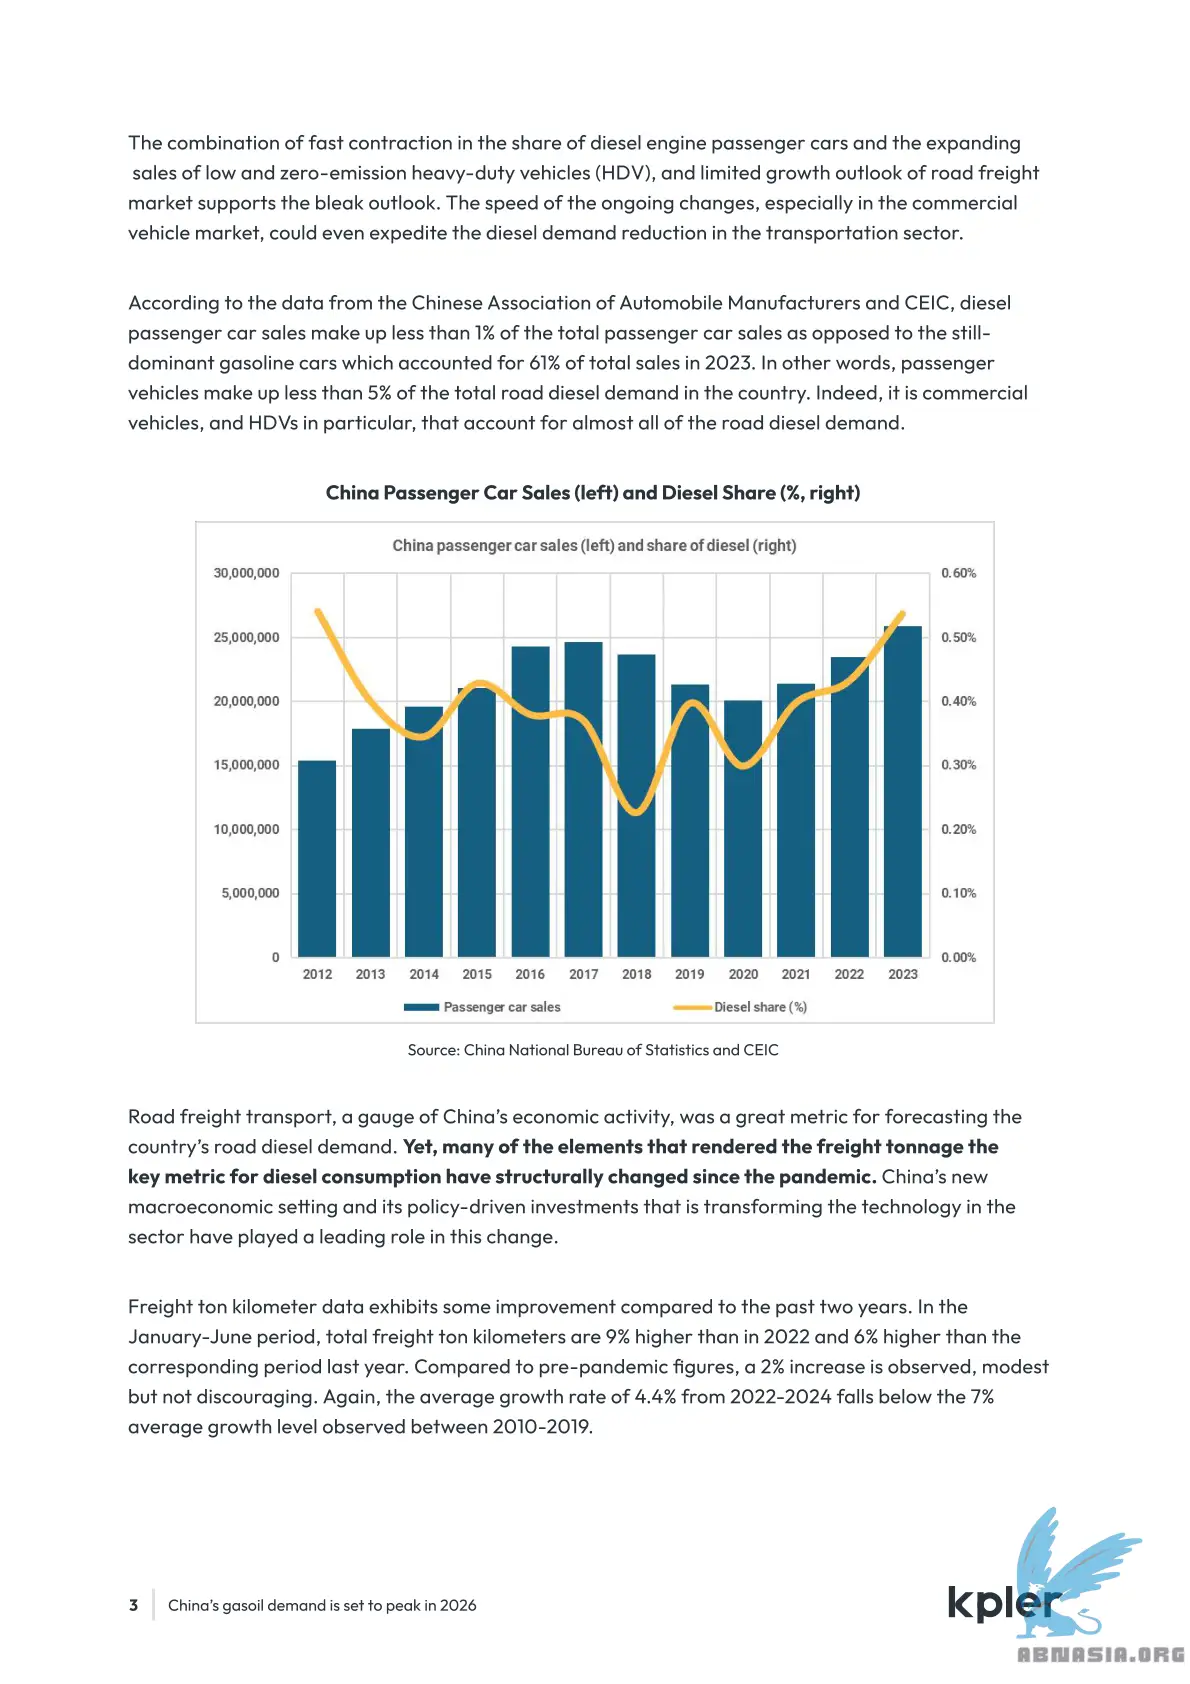 The combination of fast contraction in the share of diesel engine passenger cars and the expanding
sales of low and zero-emission heavy-duty vehicles (HDV), and limited growth outlook of road freight
market supports the bleak outlook. The speed of the ongoing changes, especially in the commercial
vehicle market, could even expedite the diesel demand reduction in the transportation sector.
According to the data from the Chinese Association of Automobile Manufacturers and CEIC, diesel
passenger car sales make up less than 1% of the total passenger car sales as opposed to the still-
dominant gasoline cars which accounted for 61% of total sales in 2023. In other words, passenger
vehicles make up less than 5% of the total road diesel demand in the country. Indeed, it is commercial
vehicles, and HDVs in particular, that account for almost all of the road diesel demand.
China Passenger Car Sales (left) and Diesel Share (%, right)
China passenger car sales (left) and share of diesel (right)
30,000,000 0.60%
25,000,000 0.50%
20,000,000 0.40%
15,000,000 0.30%
10,000,000 0.20%
5,000,000 0.10%
0 0.00%
2012 2013 2014 2015 2016 2017 2018 2019 2020 2021 2022 2023
Passenger car sales Diesel share (%)
Source: China National Bureau of Statistics and CEIC
Road freight transport, a gauge of China's economic activity, was a great metric for forecasting the
country's road diesel demand. Yet, many of the elements that rendered the freight tonnage the
key metric for diesel consumption have structurally changed since the pandemic. China's new
macroeconomic setting and its policy-driven investments that is transforming the technology in the
sector have played a leading role in this change.
Freight ton kilometer data exhibits some improvement compared to the past two years. In the
January-June period, total freight ton kilometers are 9% higher than in 2022 and 6% higher than the
corresponding period last year. Compared to pre-pandemic figures, a 2% increase is observed, modest
but not discouraging. Again, the average growth rate of 4.4% from 2022-2024 falls below the 7%
average growth level observed between 2010-2019.
3 China's gasoil demand is set to peak in 2026
kpler
ABNASIA.ORG